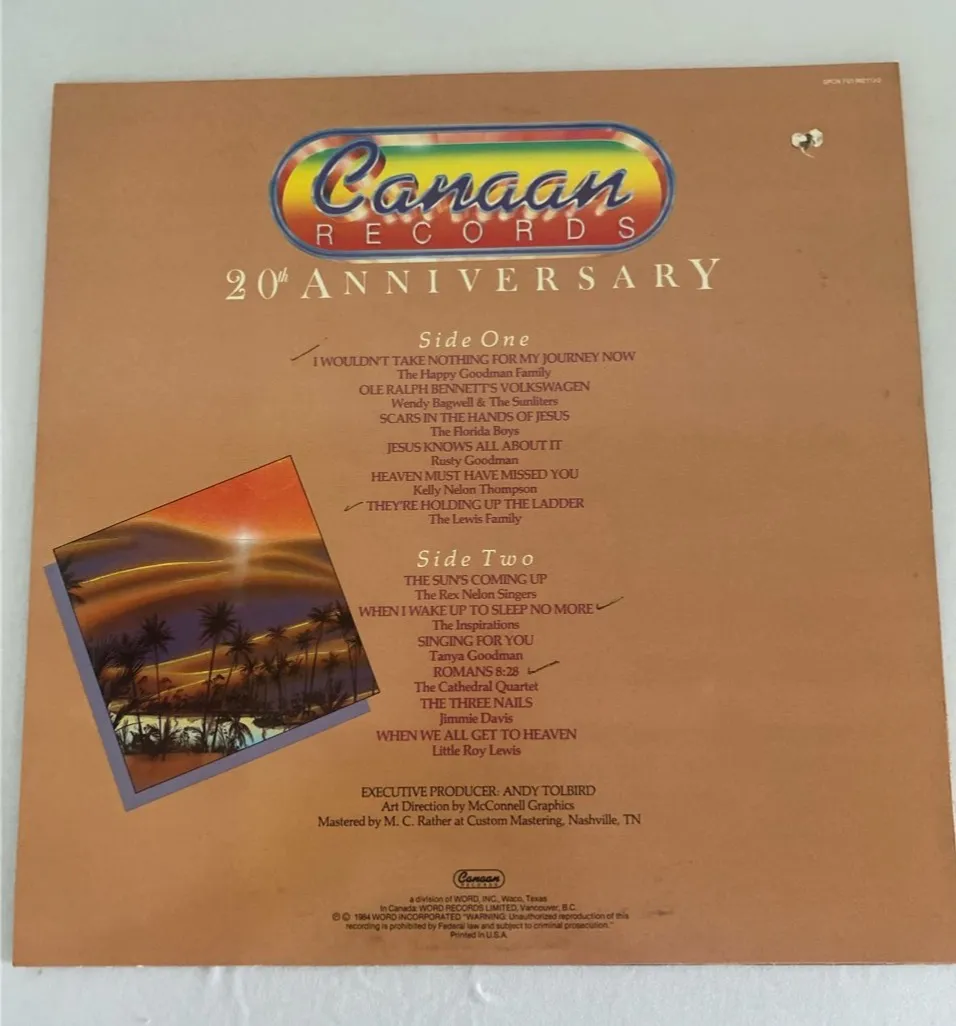 Canaan
RECORDS
20th ANNIVERSARY
Side One
I WOULDN'T TAKE NOTHING FOR MY JOURNEY NOW
The Happy Goodman Family
OLE RALPH BENNETT'S VOLKSWAGEN
Wendy Bagwell & The Sunliters
SCARS IN THE HANDS OF JESUS
The Florida Boys
JESUS KNOWS ALL ABOUT IT
Rusty Goodman
HEAVEN MUST HAVE MISSED YOU
Kelly Nelon Thompson
THEY'RE HOLDING UP THE LADDER
The Lewis Family
Side Two
THE SUN'S COMING UP
The Rex Nelon Singers
WHEN I WAKE UP TO SLEEP NO MORE
The Inspirations
SINGING FOR YOU
Tanya Goodman
ROMANS 8:28
The Cathedral Quartet
THE THREE NAILS
Jimmie Davis
WHEN WE ALL GET TO HEAVEN
Little Roy Lewis
EXECUTIVE PRODUCER: ANDY TOLBIRD
Art Direction by McConnell Graphics
Mastered by M. C. Rather at Custom Mastering, Nashville, TN
Canaan
RECORDS
a division of WORD, INC., Waco, Texas
In Canada: WORD RECORDS LIMITED, Vancouver, B.C.
℗ © 1984 WORD INCORPORATED "WARNING: Unauthorized reproduction of this
recording is prohibited by Federal law and subject to criminal prosecution."
Printed in U.S.A.